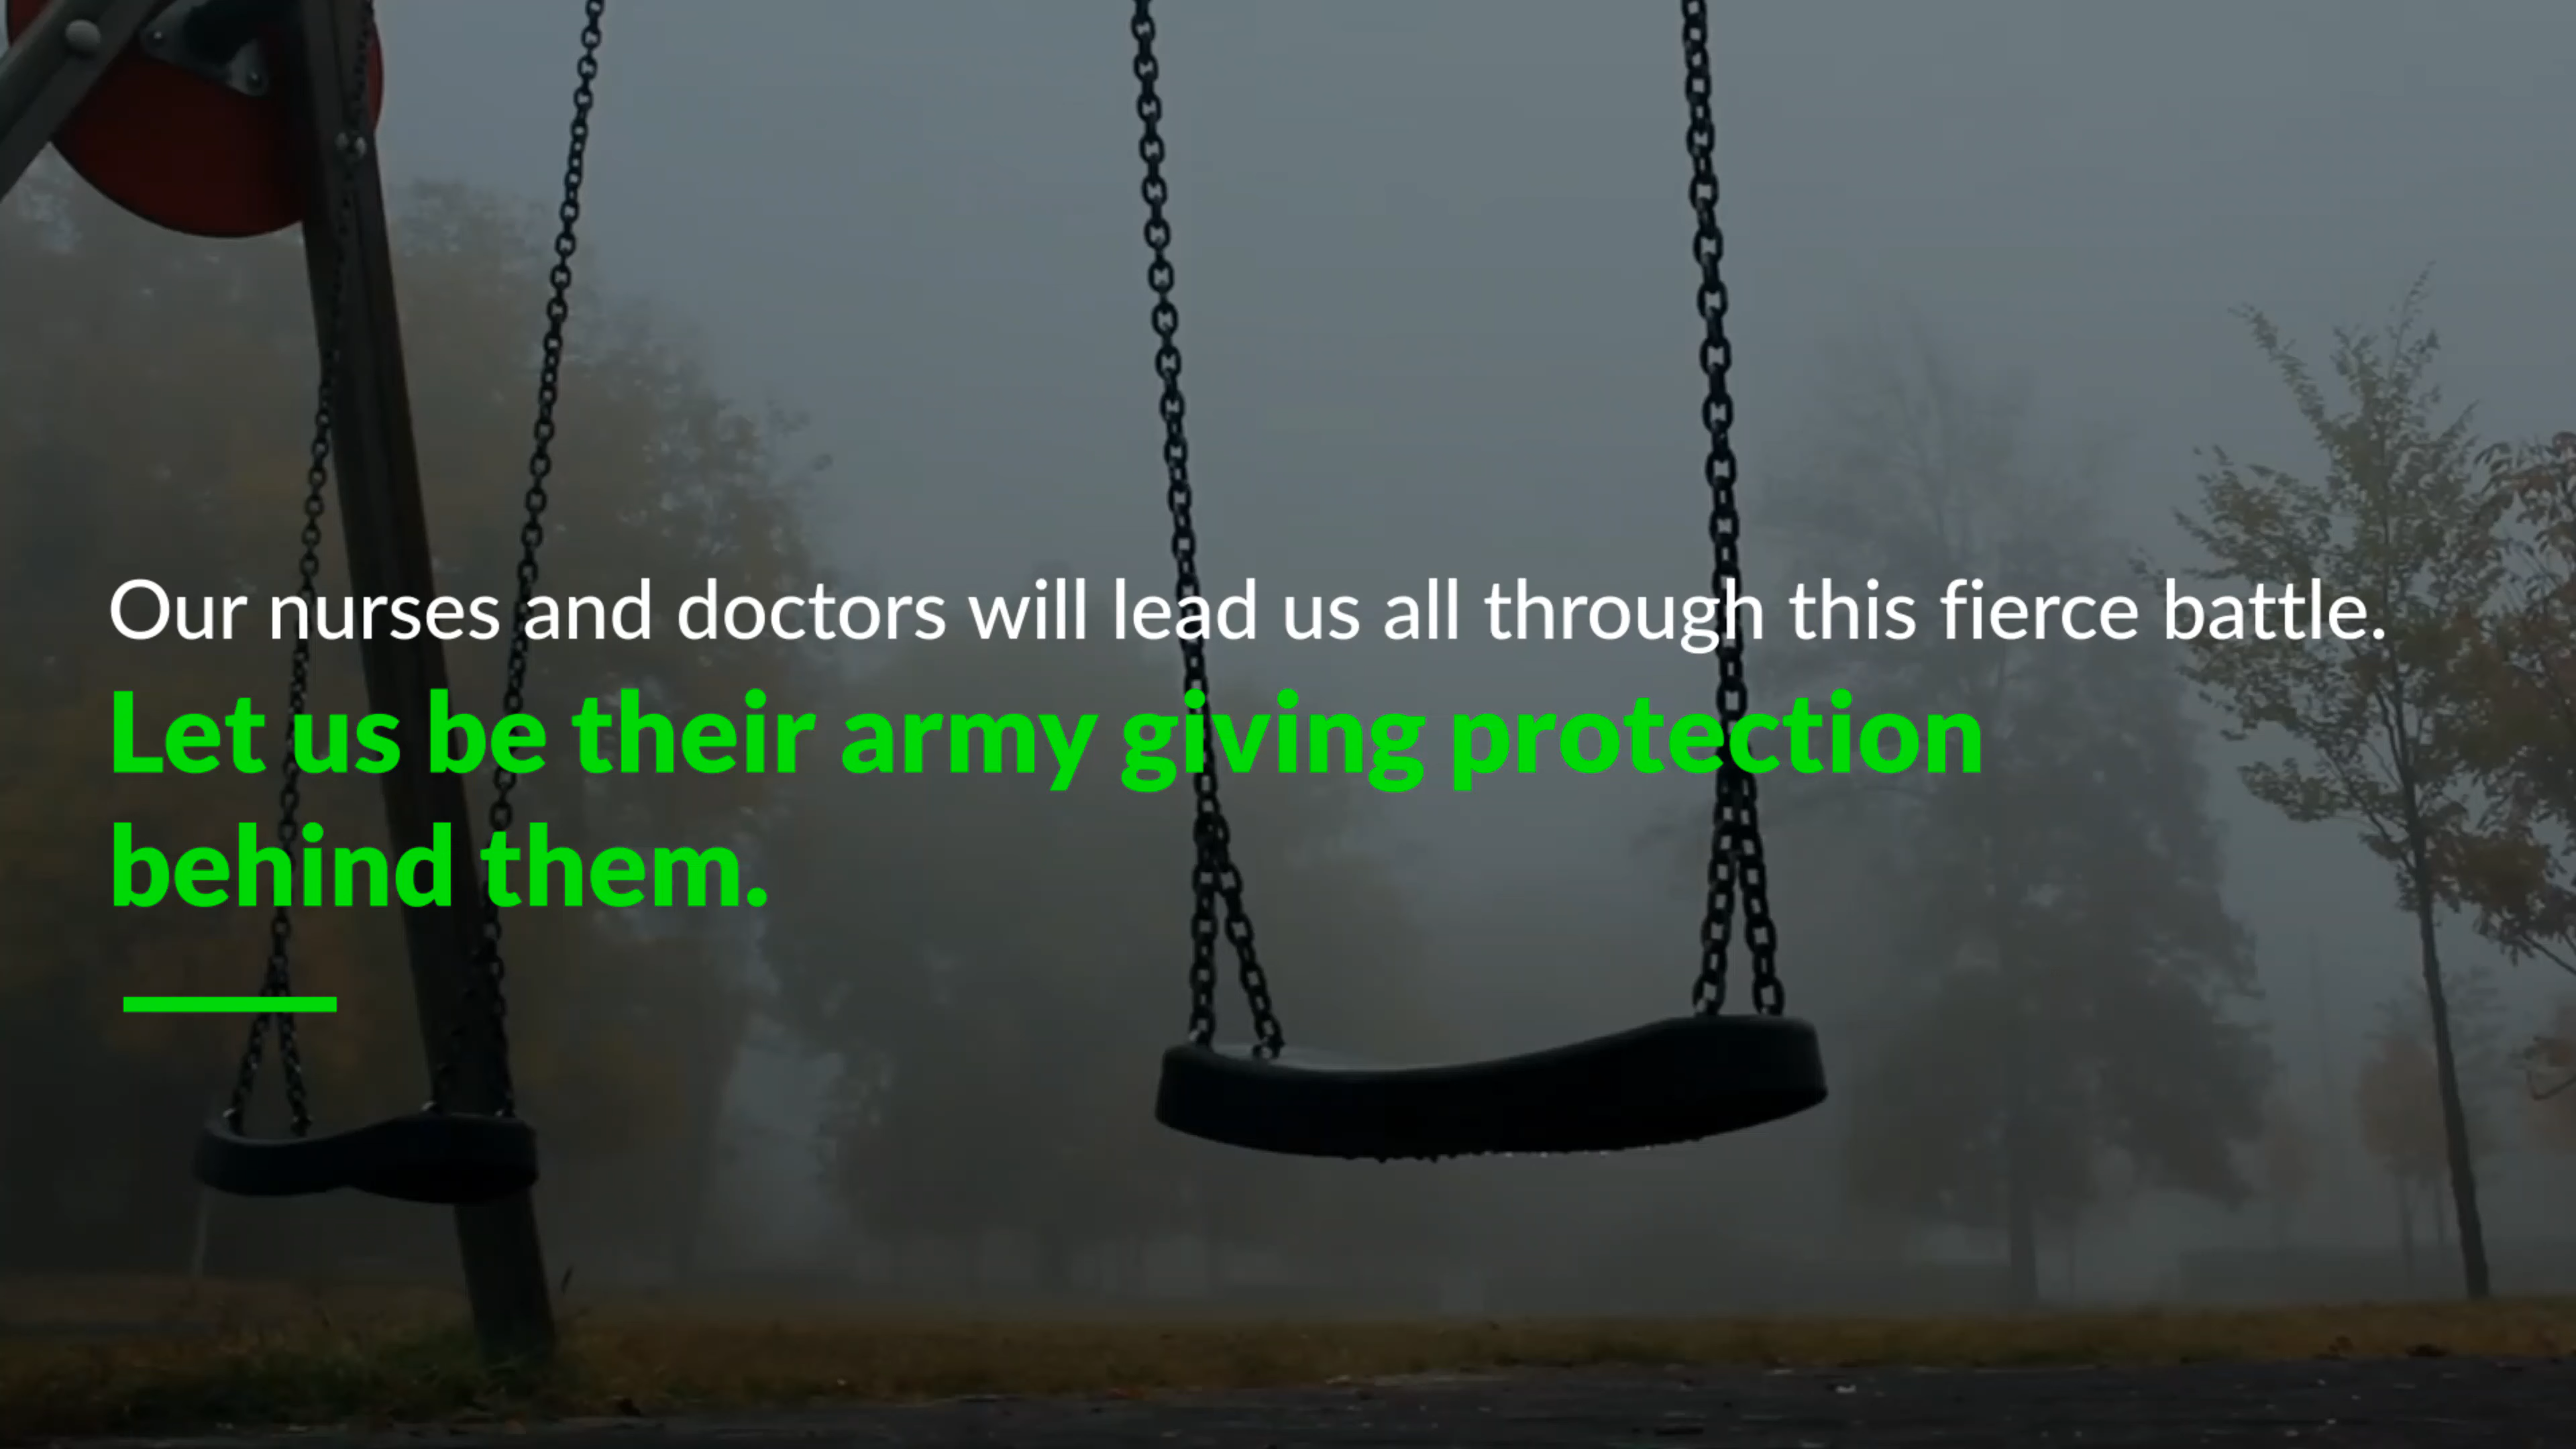 Our nurses and doctors will lead us all through this fierce battle.
Let us be their army giving protection
behind them.